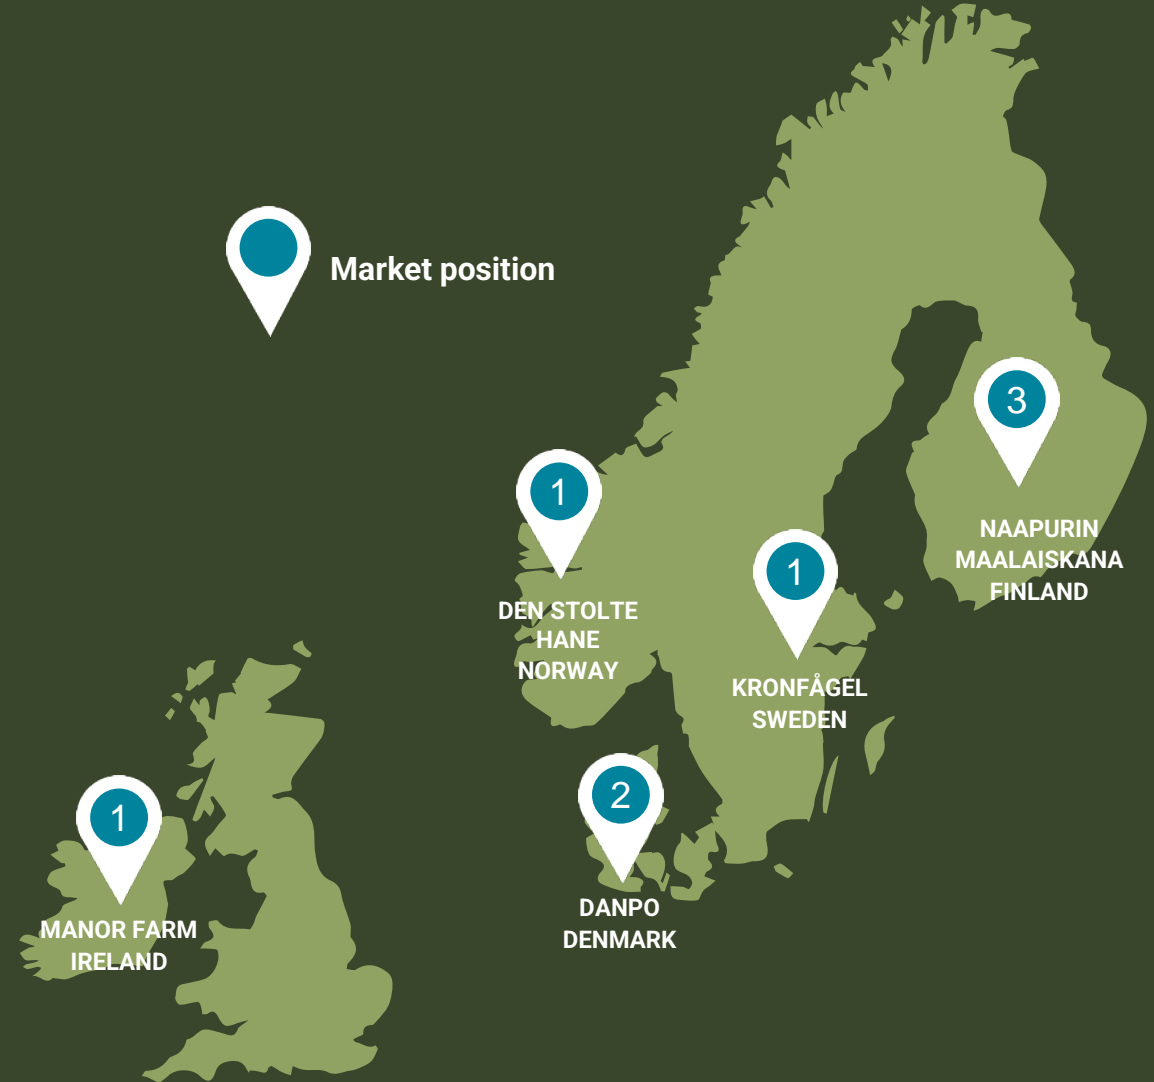 Market position
3
NAAPURIN
MAALAISKANA
FINLAND
1
DEN STOLTE
HANE
NORWAY
1
KRONFÅGEL
SWEDEN
2
DANPO
DENMARK
1
MANOR FARM
IRELAND